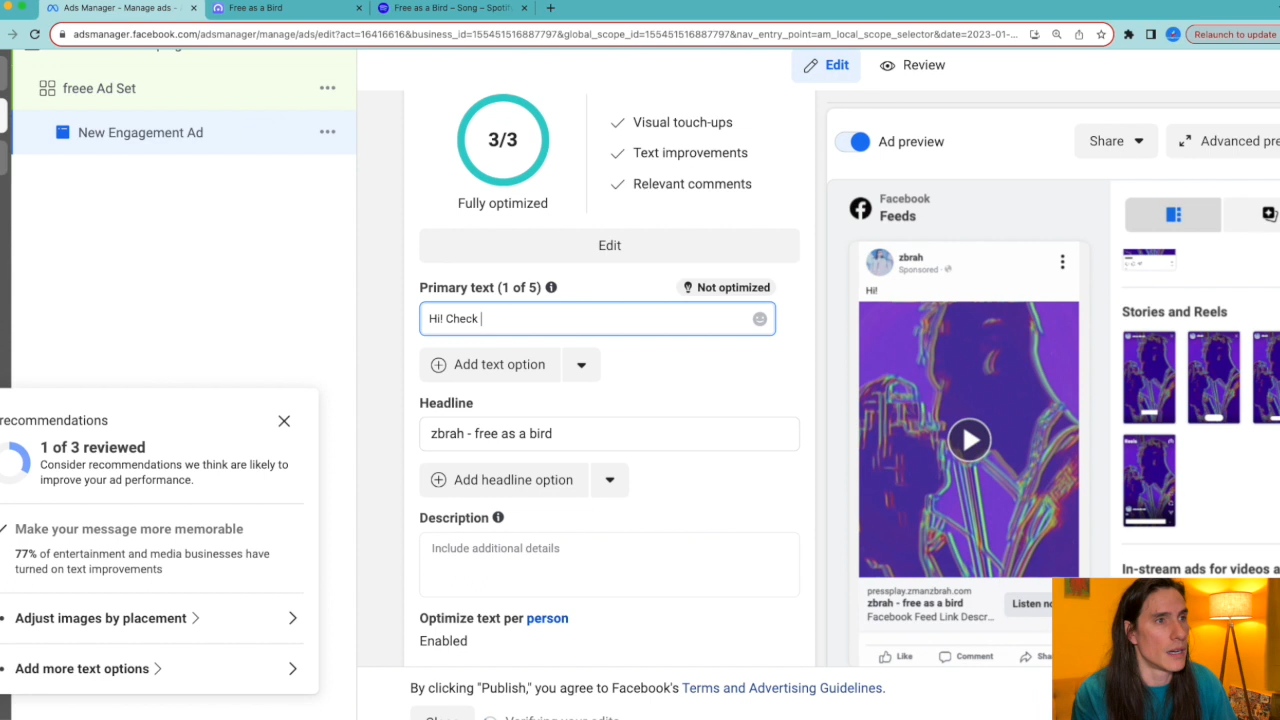 Ads Manager - Manage ads -
Free as a Bird
Free as a Bird – Song – Spotif
adsmanager.facebook.com/adsmanager/manage/ads/edit?act=16416616&business_id=155451516887797&global_scope_id=155451516887797&nav_entry_point=am_local_scope_selector&date=2023-01-...
Relaunch to update
freee Ad Set
New Engagement Ad
Edit
Review
3/3
Fully optimized
Visual touch-ups
Text improvements
Relevant comments
Edit
Primary text (1 of 5)
Not optimized
Hi! Check
Add text option
Headline
zbrah - free as a bird
Add headline option
Description
Include additional details
Optimize text per person
Enabled
By clicking "Publish," you agree to Facebook's Terms and Advertising Guidelines.
recommendations
1 of 3 reviewed
Consider recommendations we think are likely to
improve your ad performance.
Make your message more memorable
77% of entertainment and media businesses have
turned on text improvements
Adjust images by placement
Add more text options
Ad preview
Share
Advanced pre
Facebook
Feeds
zbrah
Sponsored
Hi!
pressplay.zmanzbrah.com
zbrah - free as a bird
Facebook Feed Link Descr...
Listen no
Like
Comment
Sha
Stories and Reels
In-stream ads for videos a